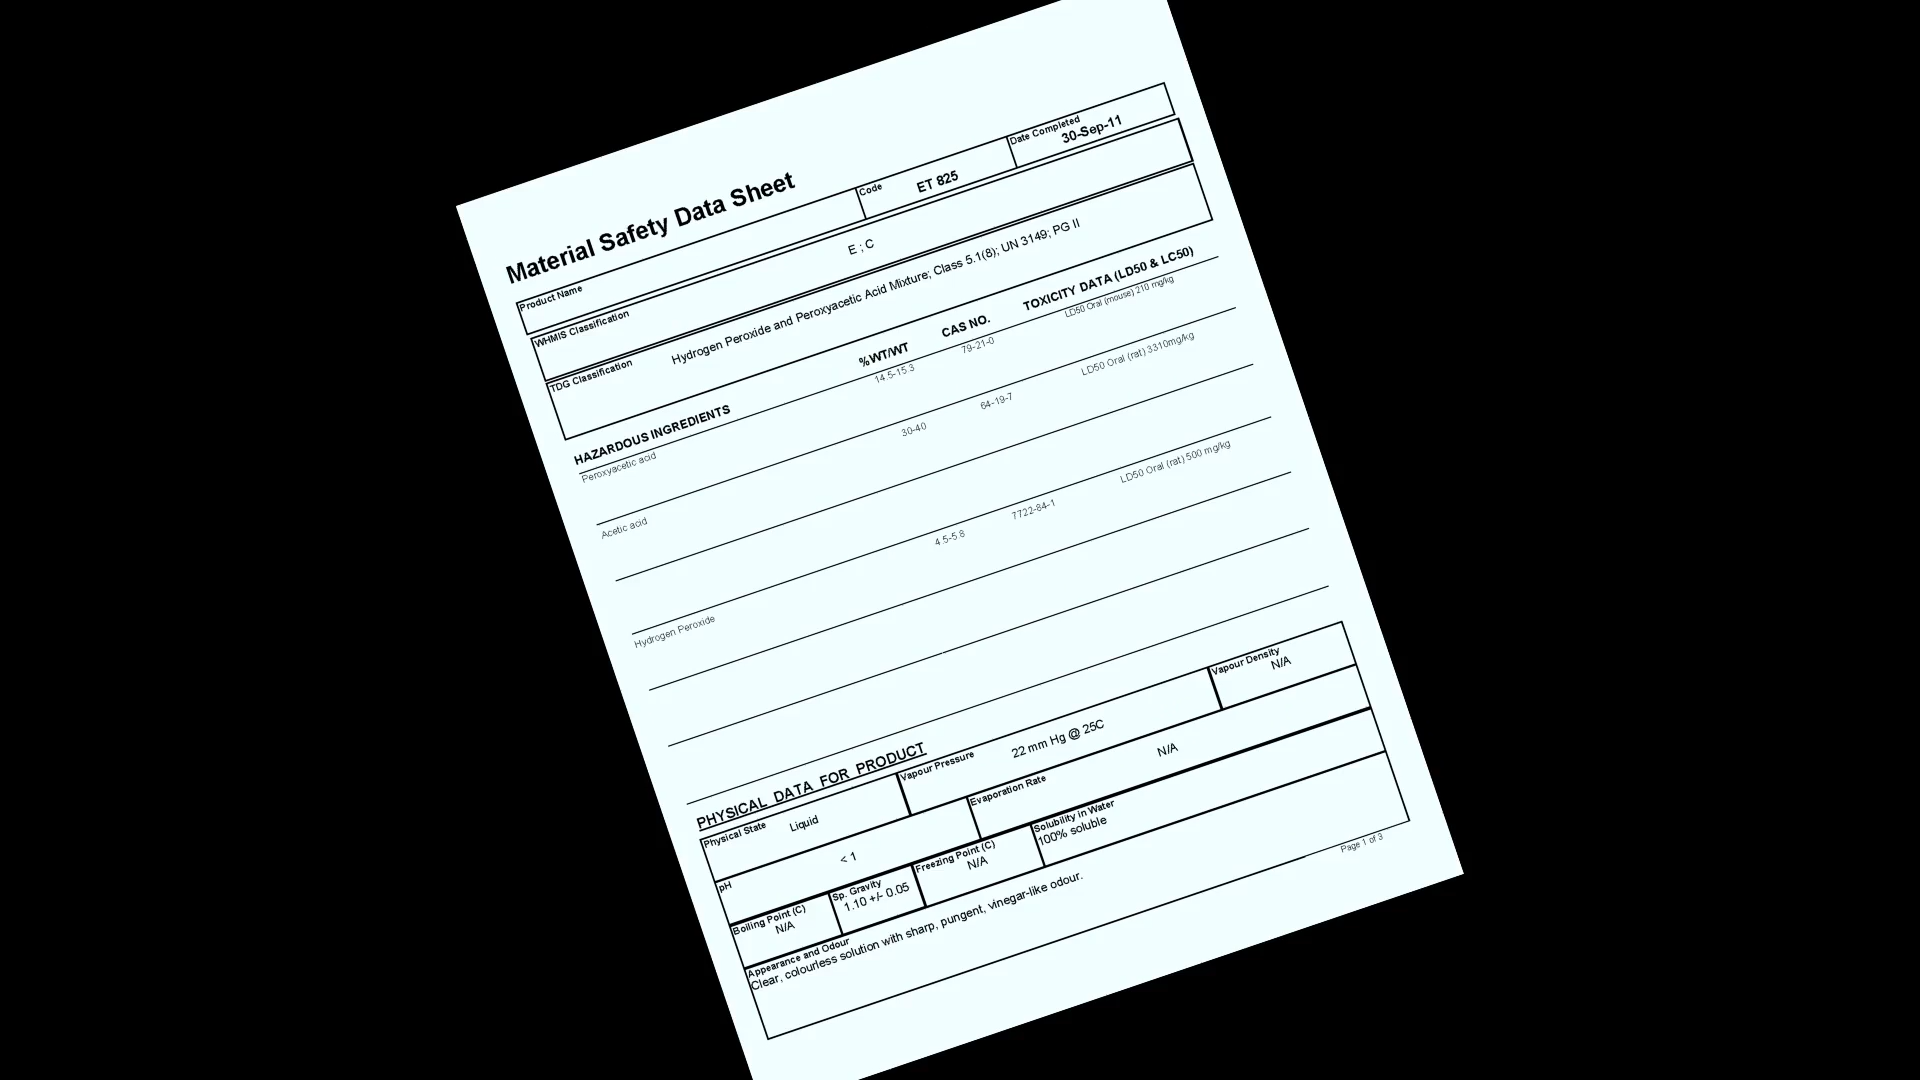 Material Safety Data Sheet
Product Name
Code
ET 825
Date Completed
30-Sep-11
WHMIS Classification
E ; C
TDG Classification
Hydrogen Peroxide and Peroxyacetic Acid Mixture; Class 5.1(8); UN 3149; PG II
HAZARDOUS INGREDIENTS %WT/WT CAS NO. TOXICITY DATA (LD50 & LC50)
Peroxyacetic acid 14.5-15.3 79-21-0 LD50 Oral (mouse) 210 mg/kg
Acetic acid 30-40 64-19-7 LD50 Oral (rat) 3310mg/kg
Hydrogen Peroxide 4.5-5.8 7722-84-1 LD50 Oral (rat) 500 mg/kg
PHYSICAL DATA FOR PRODUCT
Physical State
Liquid
Vapour Pressure
22 mm Hg @ 25C
Vapour Density
N/A
pH
< 1
Evaporation Rate
N/A
Boiling Point (C)
N/A
Sp. Gravity
1.10 +/- 0.05
Freezing Point (C)
N/A
Solubility in Water
100% soluble
Appearance and Odour
Clear, colourless solution with sharp, pungent, vinegar-like odour.
Page 1 of 3